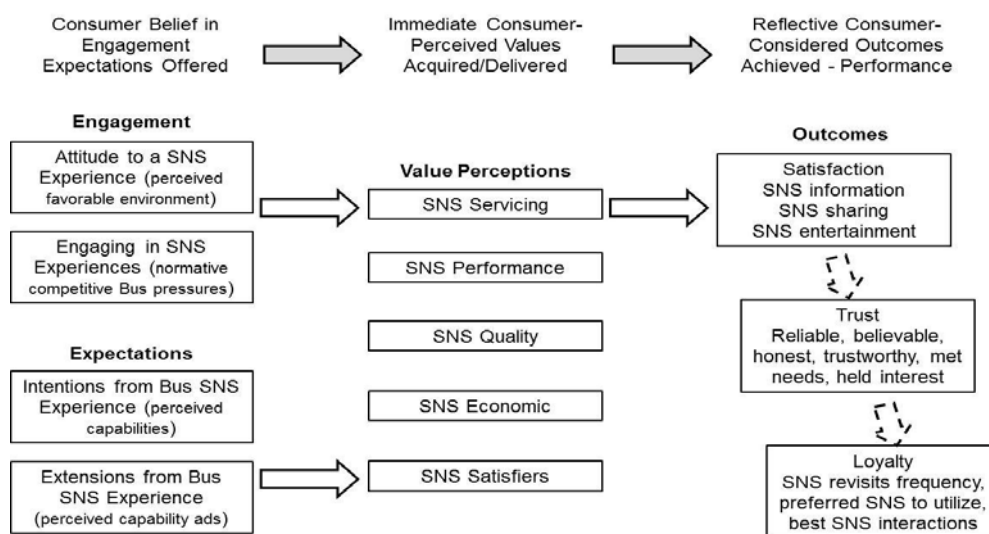 Consumer Belief in
Engagement
Expectations Offered
Immediate Consumer-
Perceived Values
Acquired/Delivered
Reflective Consumer-
Considered Outcomes
Achieved - Performance
Engagement
Attitude to a SNS
Experience (perceived
favorable environment)
Engaging in SNS
Experiences (normative
competitive Bus pressures)
Expectations
Intentions from Bus SNS
Experience (perceived
capabilities)
Extensions from Bus
SNS Experience
(perceived capability ads)
Value Perceptions
SNS Servicing
SNS Performance
SNS Quality
SNS Economic
SNS Satisfiers
Outcomes
Satisfaction
SNS information
SNS sharing
SNS entertainment
Trust
Reliable, believable,
honest, trustworthy, met
needs, held interest
Loyalty
SNS revisits frequency,
preferred SNS to utilize,
best SNS interactions